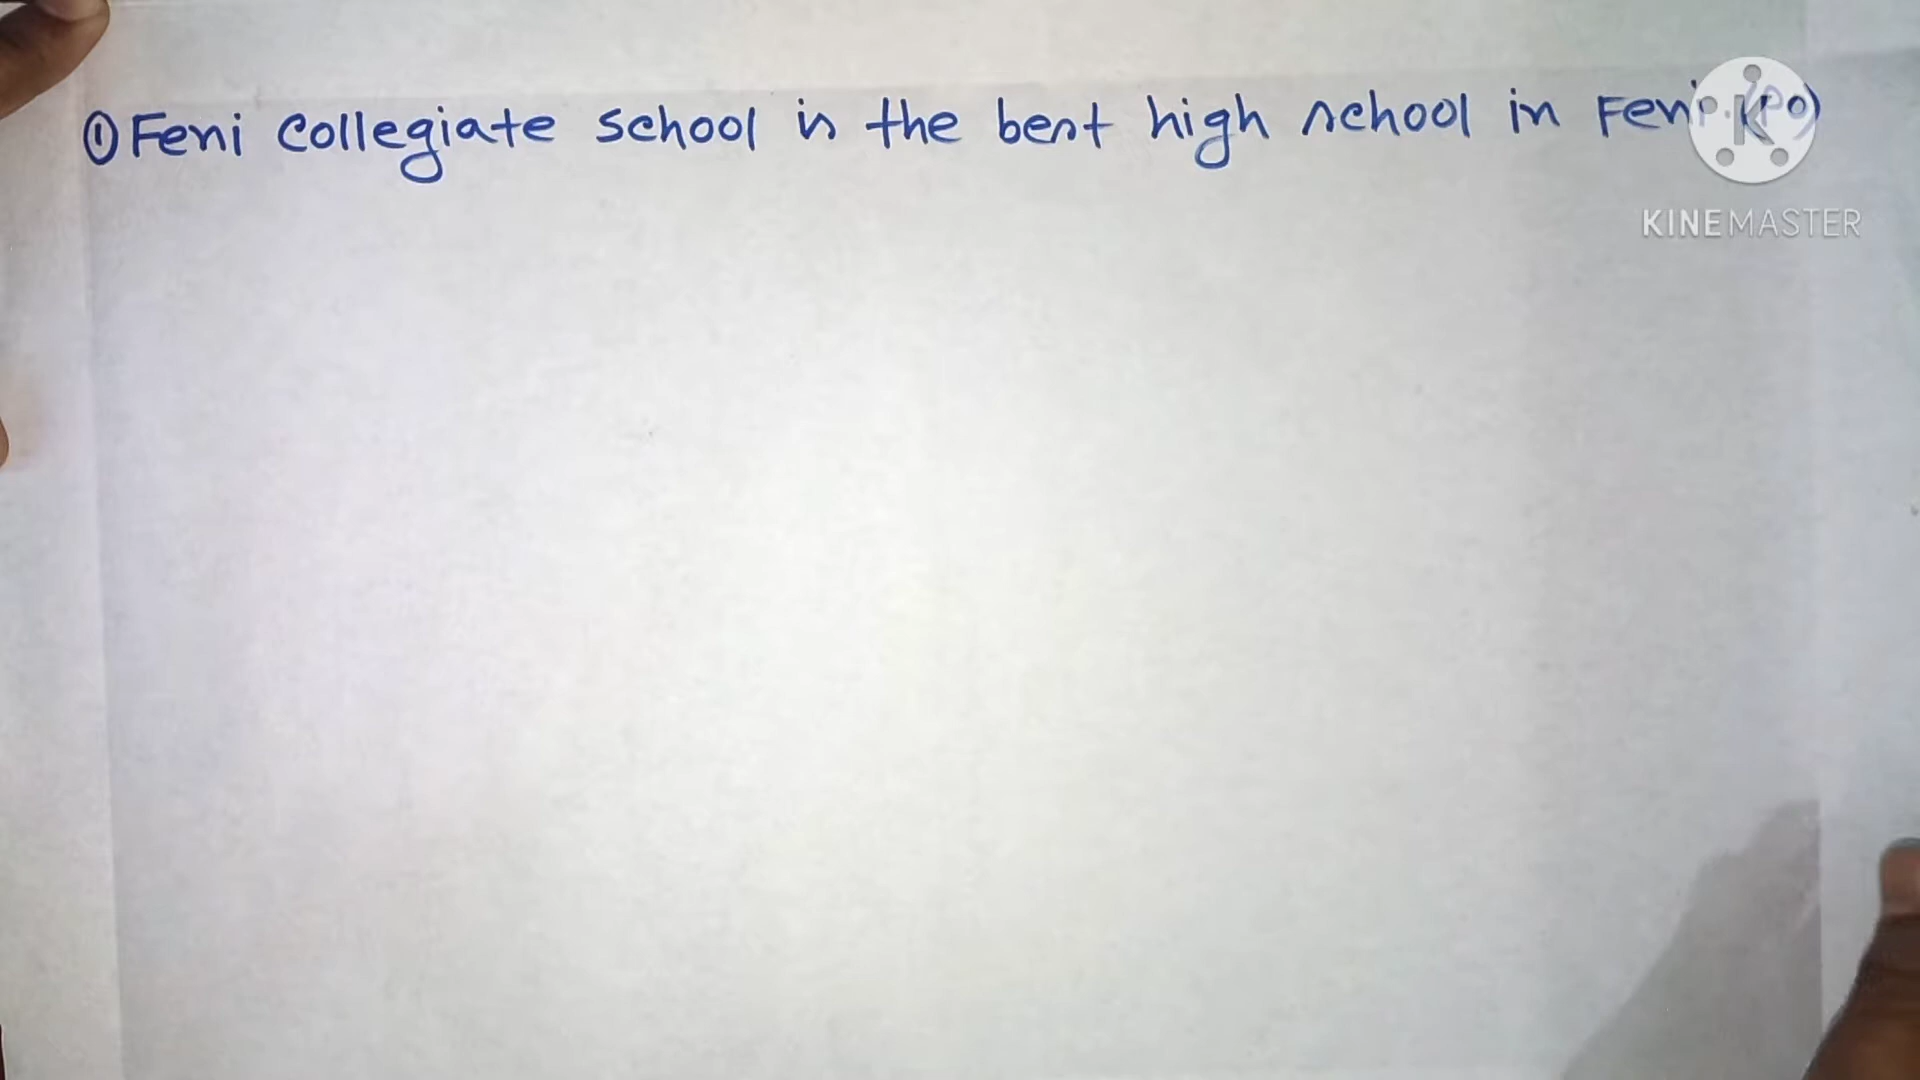 ① Feni collegiate school is the best high school in Feni. (Po)
KINEMASTER